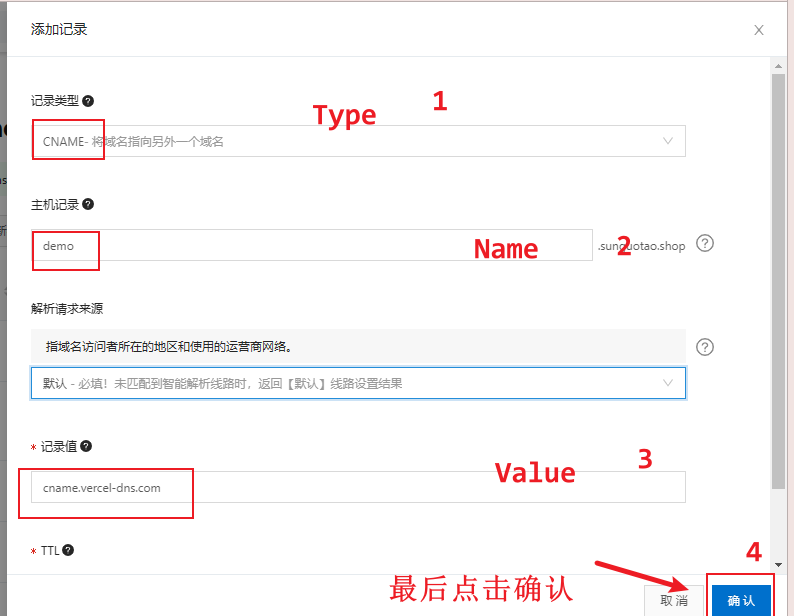 添加记录
记录类型
Type 1
CNAME- 将域名指向另外一个域名
主机记录
demo
Name
.sunguotao.shop
2
解析请求来源
指域名访问者所在的地区和使用的运营商网络。
默认 - 必填！未匹配到智能解析线路时，返回【默认】线路设置结果
* 记录值
3
Value
cname.vercel-dns.com
* TTL
4
最后点击确认
取 消
确 认